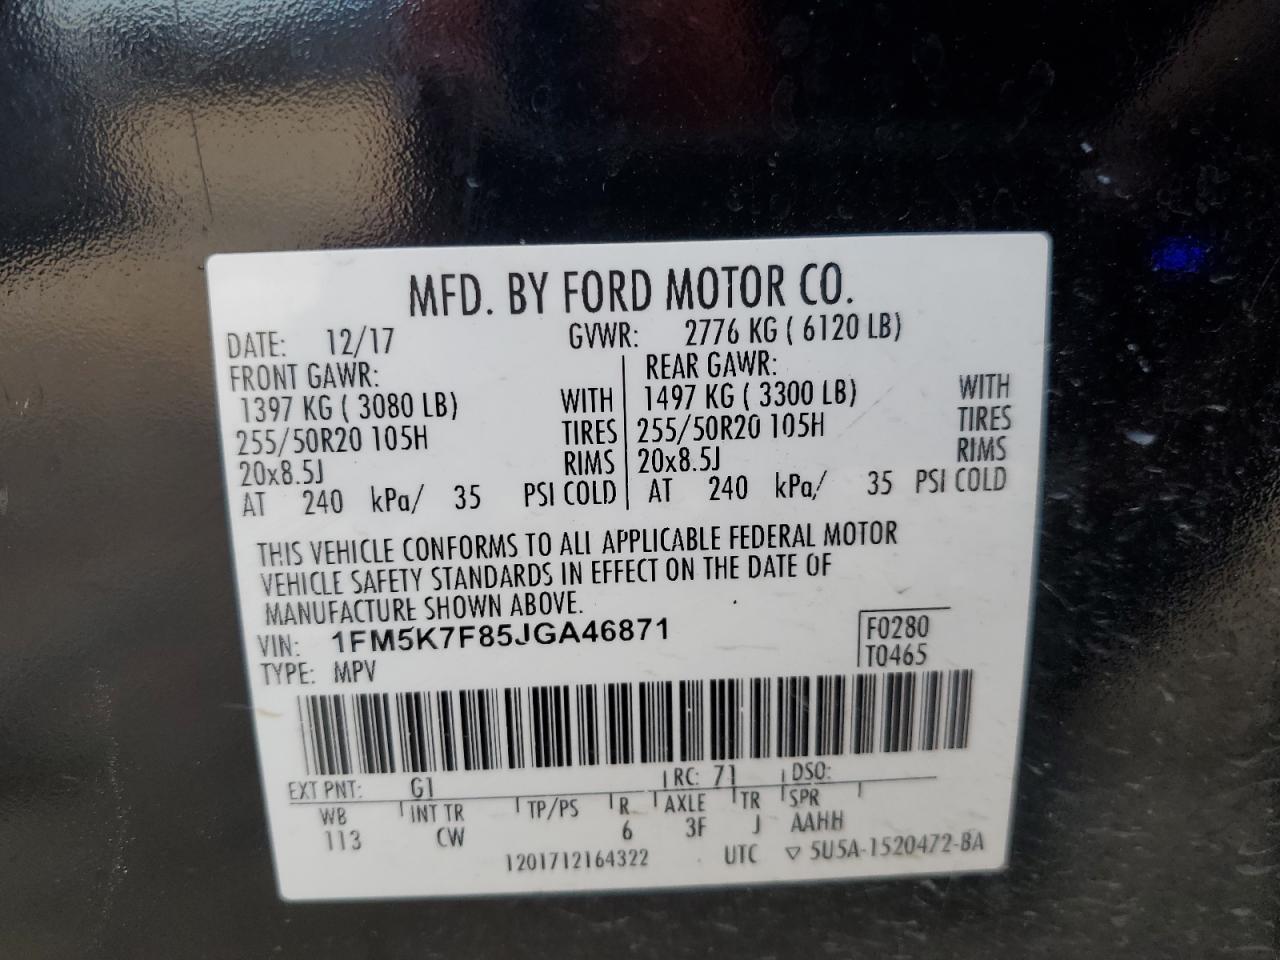 MFD. BY FORD MOTOR CO.
DATE: 12/17 GVWR: 2776 KG ( 6120 LB)
FRONT GAWR: REAR GAWR:
1397 KG ( 3080 LB) WITH 1497 KG ( 3300 LB) WITH
255/50R20 105H TIRES 255/50R20 105H TIRES
20x8.5J RIMS 20x8.5J RIMS
AT 240 kPa/ 35 PSI COLD AT 240 kPa/ 35 PSI COLD
THIS VEHICLE CONFORMS TO ALL APPLICABLE FEDERAL MOTOR
VEHICLE SAFETY STANDARDS IN EFFECT ON THE DATE OF
MANUFACTURE SHOWN ABOVE.
VIN: 1FM5K7F85JGA46871 F0280
TYPE: MPV T0465
EXT PNT: G1 RC: 71 DSO:
WB INT TR TP/PS R AXLE TR SPR
113 CW 6 3F J AAHH
1201712164322 UTC ▽ 5U5A-1520472-BA